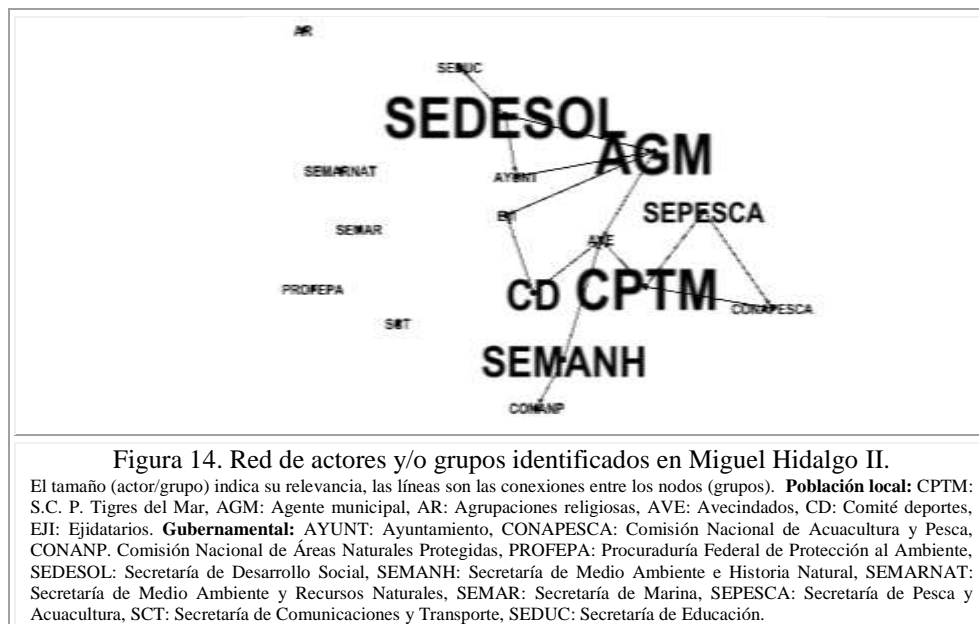 AR
SEDUC
SEDESOL
AGM
SEMARNAT
AYUNT
SEPESCA
EJI
SEMAR
AVE
PROFEPA
CD
CPTM
CONAPESCA
SCT
SEMANH
CONANP
Figura 14. Red de actores y/o grupos identificados en Miguel Hidalgo II.
El tamaño (actor/grupo) indica su relevancia, las líneas son las conexiones entre los nodos (grupos). Población local: CPTM:
S.C. P. Tigres del Mar, AGM: Agente municipal, AR: Agrupaciones religiosas, AVE: Avecindados, CD: Comité deportes,
EJI: Ejidatarios. Gubernamental: AYUNT: Ayuntamiento, CONAPESCA: Comisión Nacional de Acuacultura y Pesca,
CONANP. Comisión Nacional de Áreas Naturales Protegidas, PROFEPA: Procuraduría Federal de Protección al Ambiente,
SEDESOL: Secretaría de Desarrollo Social, SEMANH: Secretaría de Medio Ambiente e Historia Natural, SEMARNAT:
Secretaría de Medio Ambiente y Recursos Naturales, SEMAR: Secretaría de Marina, SEPESCA: Secretaría de Pesca y
Acuacultura, SCT: Secretaría de Comunicaciones y Transporte, SEDUC: Secretaría de Educación.